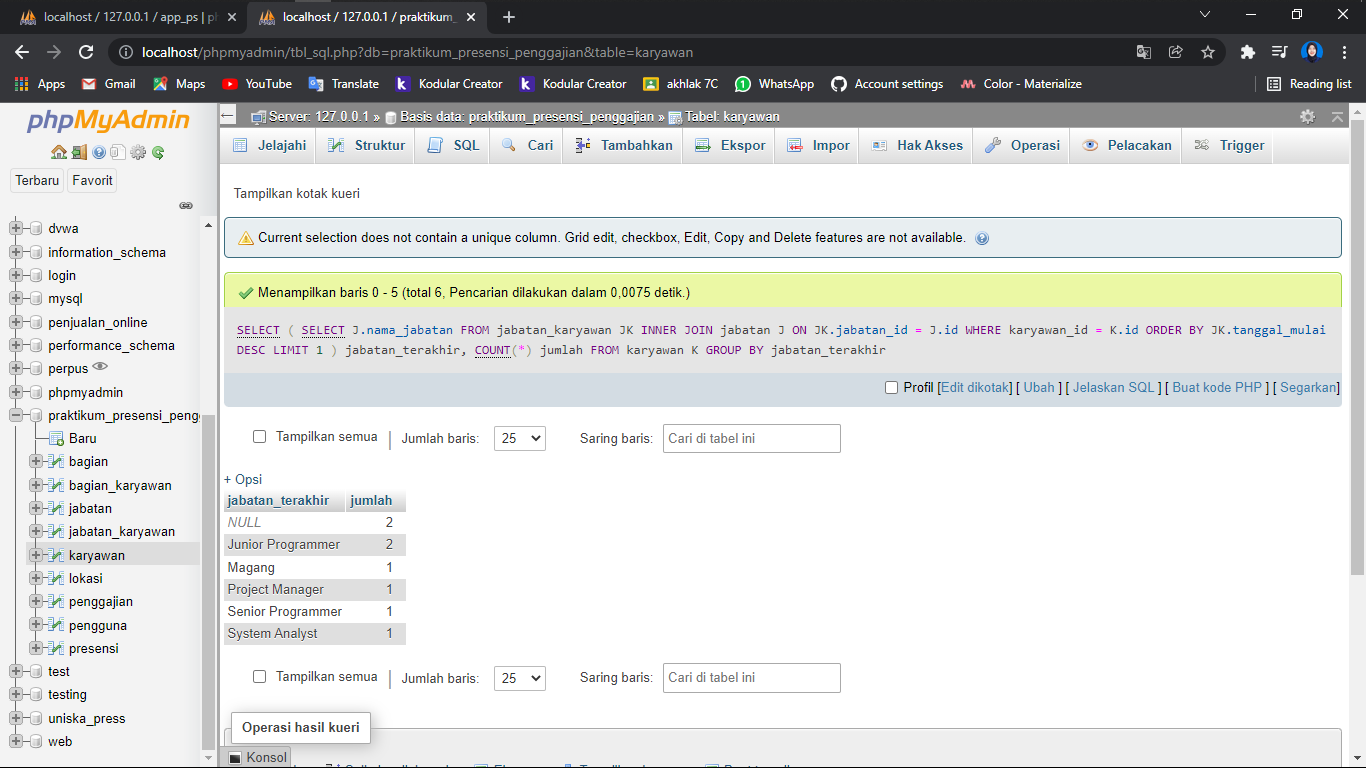 localhost / 127.0.0.1 / app_ps | ph
localhost / 127.0.0.1 / praktikum_
localhost/phpmyadmin/tbl_sql.php?db=praktikum_presensi_penggajian&table=karyawan
Apps Gmail Maps YouTube Translate Kodular Creator Kodular Creator akhlak 7C WhatsApp Account settings Color - Materialize Reading list
phpMyAdmin
Terbaru Favorit
dvwa
information_schema
login
mysql
penjualan_online
performance_schema
perpus
phpmyadmin
praktikum_presensi_peng
Baru
bagian
bagian_karyawan
jabatan
jabatan_karyawan
karyawan
lokasi
penggajian
pengguna
presensi
test
testing
uniska_press
web
Server: 127.0.0.1 » Basis data: praktikum_presensi_penggajian » Tabel: karyawan
Jelajahi Struktur SQL Cari Tambahkan Ekspor Impor Hak Akses Operasi Pelacakan Trigger
Tampilkan kotak kueri
Current selection does not contain a unique column. Grid edit, checkbox, Edit, Copy and Delete features are not available.
Menampilkan baris 0 - 5 (total 6, Pencarian dilakukan dalam 0,0075 detik.)
SELECT ( SELECT J.nama_jabatan FROM jabatan_karyawan JK INNER JOIN jabatan J ON JK.jabatan_id = J.id WHERE karyawan_id = K.id ORDER BY JK.tanggal_mulai
DESC LIMIT 1 ) jabatan_terakhir, COUNT(*) jumlah FROM karyawan K GROUP BY jabatan_terakhir
Profil [Edit dikotak] [ Ubah ] [ Jelaskan SQL ] [ Buat kode PHP ] [ Segarkan]
Tampilkan semua | Jumlah baris: 25 Saring baris: Cari di tabel ini
+ Opsi
jabatan_terakhir jumlah
NULL 2
Junior Programmer 2
Magang 1
Project Manager 1
Senior Programmer 1
System Analyst 1
Tampilkan semua | Jumlah baris: 25 Saring baris: Cari di tabel ini
Operasi hasil kueri
Konsol